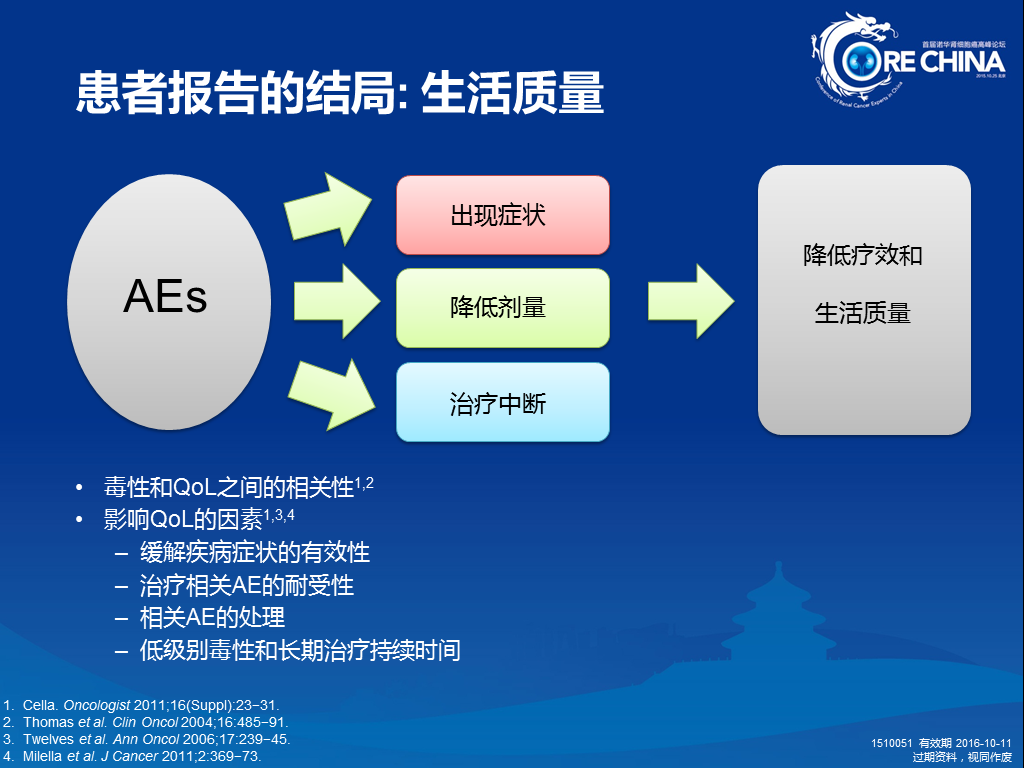 首届诺华肾细胞癌高峰论坛
ORE CHINA
2015.10.25 北京
Conference of Renal Cancer Experts in China
患者报告的结局: 生活质量
AEs
出现症状
降低剂量
治疗中断
降低疗效和
生活质量
• 毒性和QoL之间的相关性1,2
• 影响QoL的因素1,3,4
– 缓解疾病症状的有效性
– 治疗相关AE的耐受性
– 相关AE的处理
– 低级别毒性和长期治疗持续时间
1. Cella. Oncologist 2011;16(Suppl):23−31.
2. Thomas et al. Clin Oncol 2004;16:485−91.
3. Twelves et al. Ann Oncol 2006;17:239−45.
4. Milella et al. J Cancer 2011;2:369−73.
1510051 有效期 2016-10-11
过期资料，视同作废